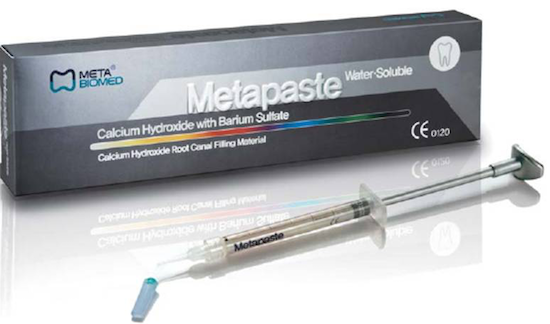 META®
BIOMED
Metapaste
Water-Soluble
Calcium Hydroxide with Barium Sulfate
Calcium Hydroxide Root Canal Filling Material
CE 0120
Metapaste